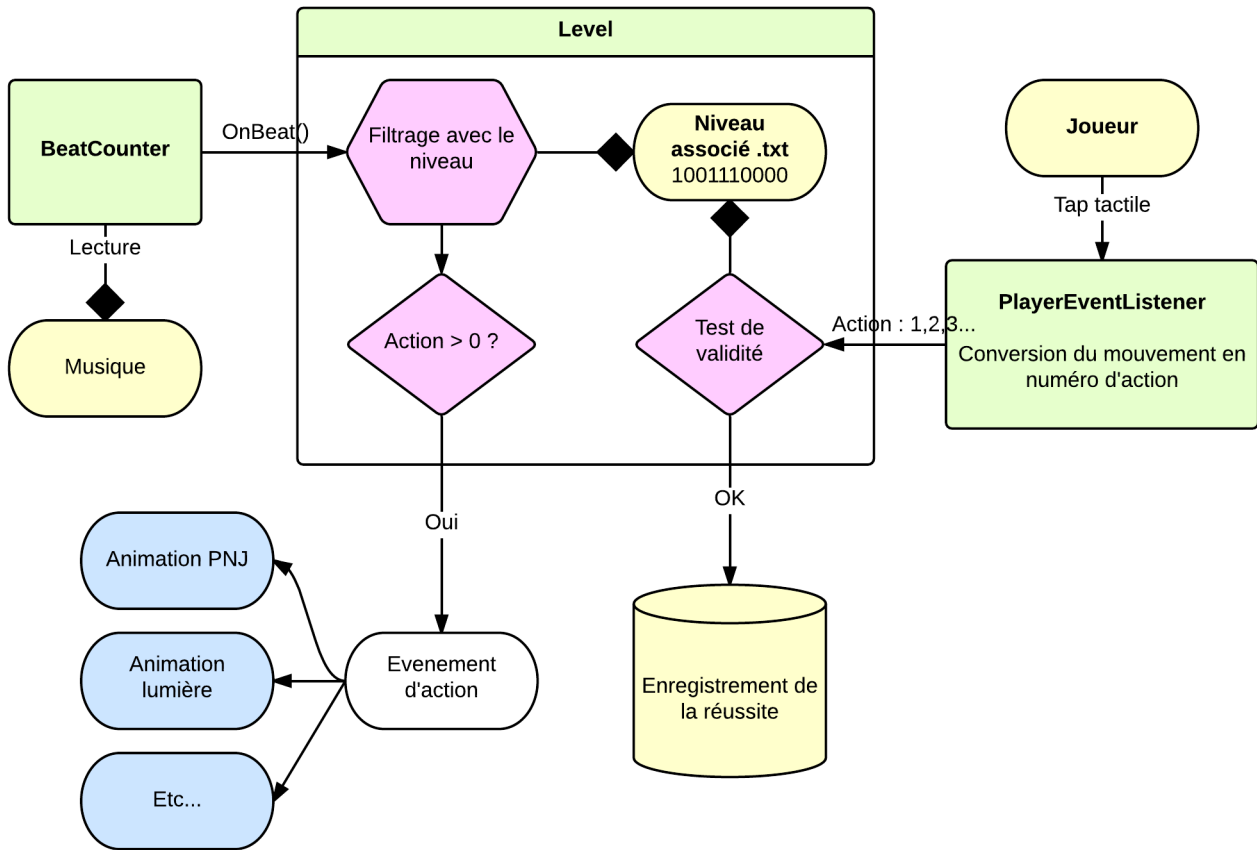 Level
BeatCounter
OnBeat()
Filtrage avec le
niveau
Niveau
associé .txt
1001110000
Joueur
Lecture
Tap tactile
Musique
Action > 0 ?
Test de
validité
Action : 1,2,3...
PlayerEventListener
Conversion du mouvement en
numéro d'action
Oui
OK
Animation PNJ
Animation
lumière
Etc...
Evenement
d'action
Enregistrement de
la réussite